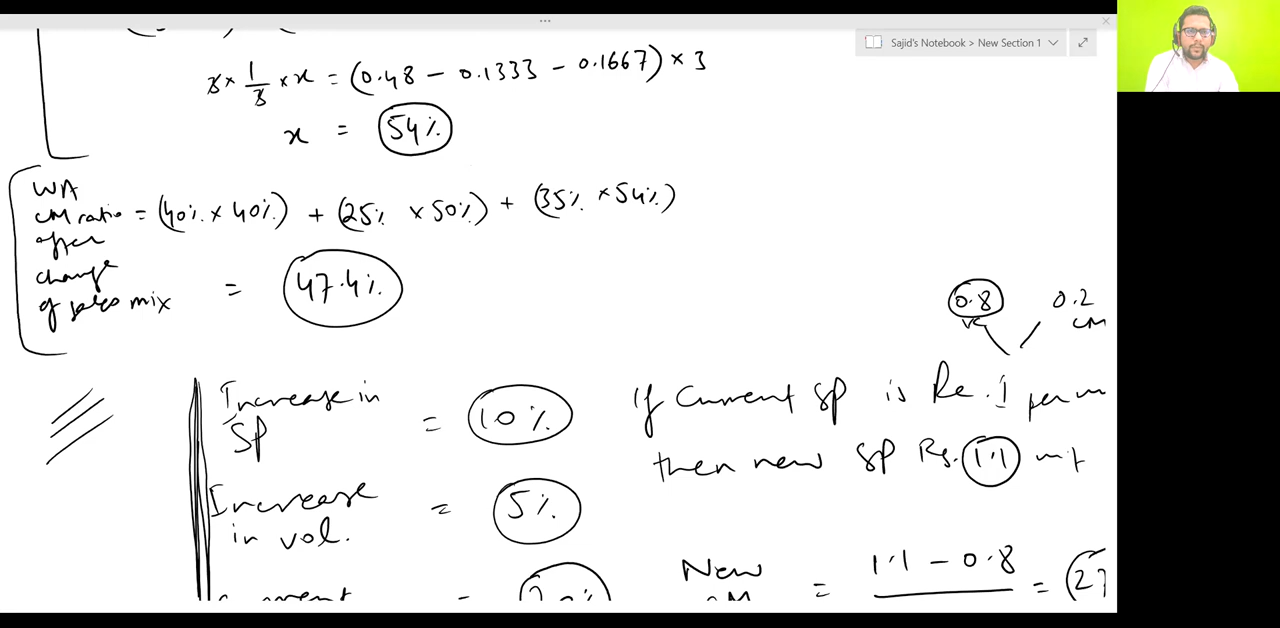 Sajid's Notebook > New Section 1
3 × 1/3 × x = (0.48 − 0.1333 − 0.1667) × 3
x = 54%
WA
CM ratio = (40% × 40%) + (25% × 50%) + (35% × 54%)
after
change
of sales mix = 47.4%
0.8 0.2
VC CM
Increase in
SP = 10%
If Current SP is Re. 1 per
then new SP Rs. 1.1
Increase
in vol. = 5%
New
CM = 1.1 − 0.8
= 27
=